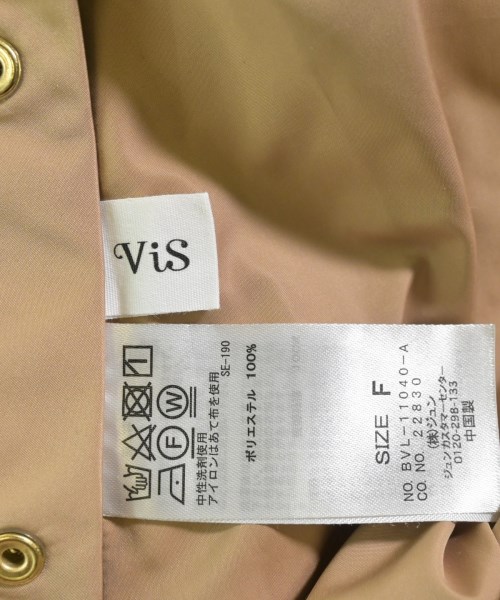 ViS
1
F W
中性洗剤使用
アイロンはあて布を使用
SE-190
ポリエステル 100%
SIZE F
NO. BVL-11040-A
CO. NO. 22830
(株)ジュン
ジュン カスタマーセンター
0120-298-133
中国製